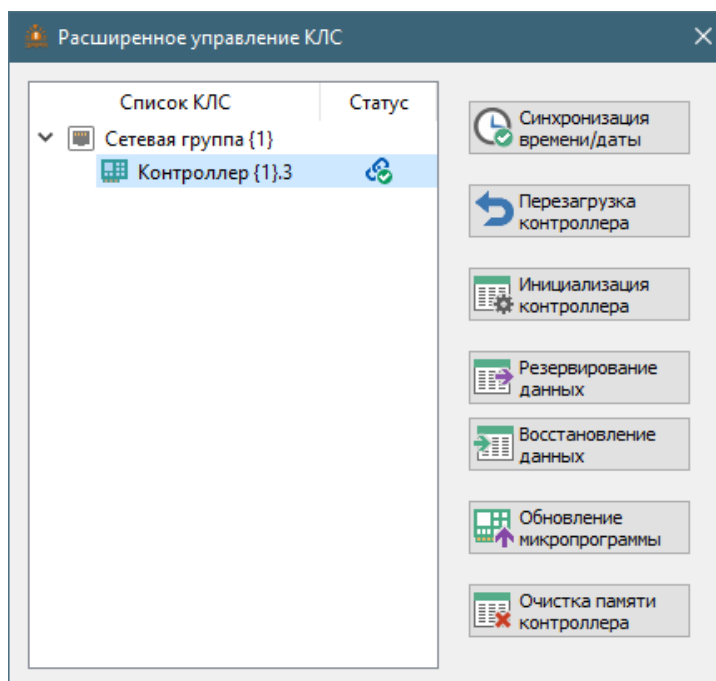 Расширенное управление КЛС
Список КЛС
Статус
Сетевая группа {1}
Контроллер {1}.3
Синхронизация
времени/даты
Перезагрузка
контроллера
Инициализация
контроллера
Резервирование
данных
Восстановление
данных
Обновление
микропрограммы
Очистка памяти
контроллера